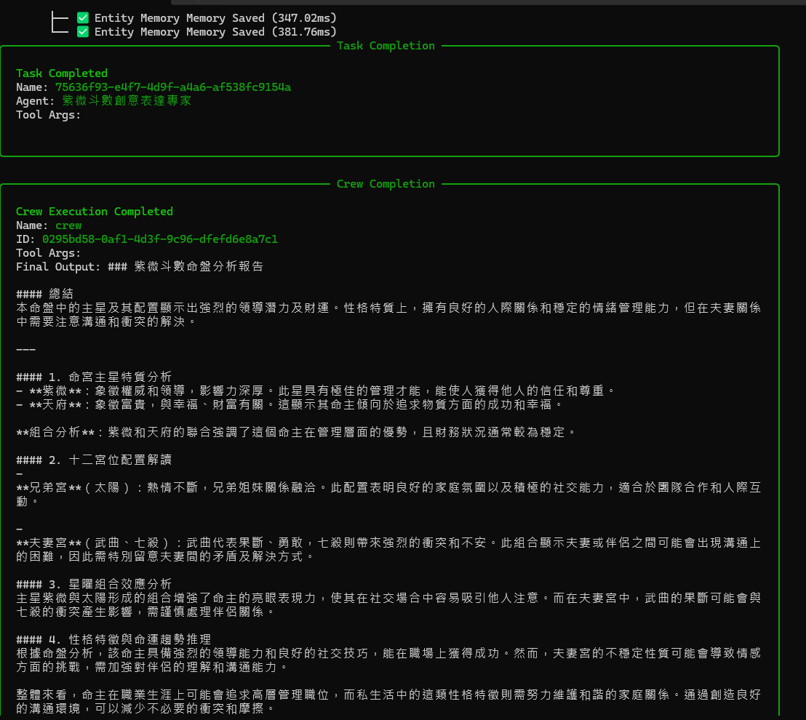 ✅ Entity Memory Memory Saved (347.02ms)
✅ Entity Memory Memory Saved (381.76ms)
Task Completion
Task Completed
Name: 75636f93-e4f7-4d9f-a4a6-af538fc9154a
Agent: 紫微斗數創意表達專家
Tool Args:
Crew Completion
Crew Execution Completed
Name: crew
ID: 0295bd58-0af1-4d3f-9c96-dfefd6e8a7c1
Tool Args:
Final Output: ### 紫微斗數命盤分析報告
#### 總結
本命盤中的主星及其配置顯示出強烈的領導潛力及財運。性格特質上，擁有良好的人際關係和穩定的情緒管理能力，但在夫妻關係
中需要注意溝通和衝突的解決。
---
#### 1. 命宮主星特質分析
- **紫微**：象徵權威和領導，影響力深厚。此星具有極佳的管理才能，能使人獲得他人的信任和尊重。
- **天府**：象徵富貴，與幸福、財富有關。這顯示其命主傾向於追求物質方面的成功和幸福。
**組合分析**：紫微和天府的聯合強調了這個命主在管理層面的優勢，且財務狀況通常較為穩定。
#### 2. 十二宮位配置解讀
-
**兄弟宮**（太陽）：熱情不斷，兄弟姐妹關係融洽。此配置表明良好的家庭氛圍以及積極的社交能力，適合於團隊合作和人際互
動。
-
**夫妻宮**（武曲、七殺）：武曲代表果斷、勇敢，七殺則帶來強烈的衝突和不安。此組合顯示夫妻或伴侶之間可能會出現溝通上
的困難，因此需特別留意夫妻間的矛盾及解決方式。
#### 3. 星曜組合效應分析
主星紫微與太陽形成的組合增強了命主的亮眼表現力，使其在社交場合中容易吸引他人注意。而在夫妻宮中，武曲的果斷可能會與
七殺的衝突產生影響，需謹慎處理伴侶關係。
#### 4. 性格特徵與命運趨勢推理
根據命盤分析，該命主具備強烈的領導能力和良好的社交技巧，能在職場上獲得成功。然而，夫妻宮的不穩定性質可能會導致情感
方面的挑戰，需加強對伴侶的理解和溝通能力。
整體來看，命主在職業生涯上可能會追求高層管理職位，而私生活中的這類性格特徵則需努力維護和諧的家庭關係。通過創造良好
的溝通環境，可以減少不必要的衝突和摩擦。